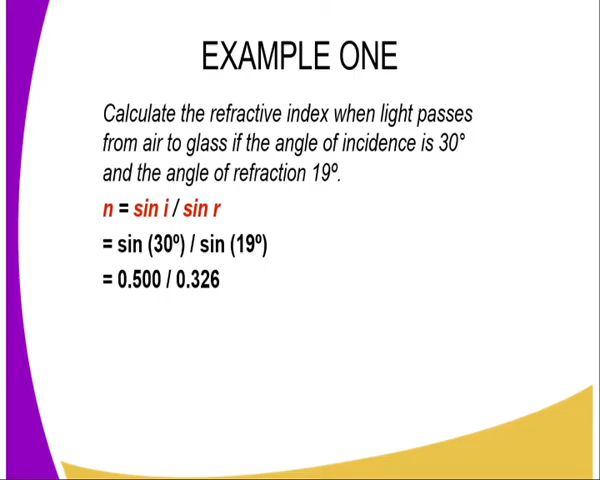 EXAMPLE ONE
Calculate the refractive index when light passes
from air to glass if the angle of incidence is 30°
and the angle of refraction 19º.
n = sin i / sin r
= sin (30º) / sin (19º)
= 0.500 / 0.326